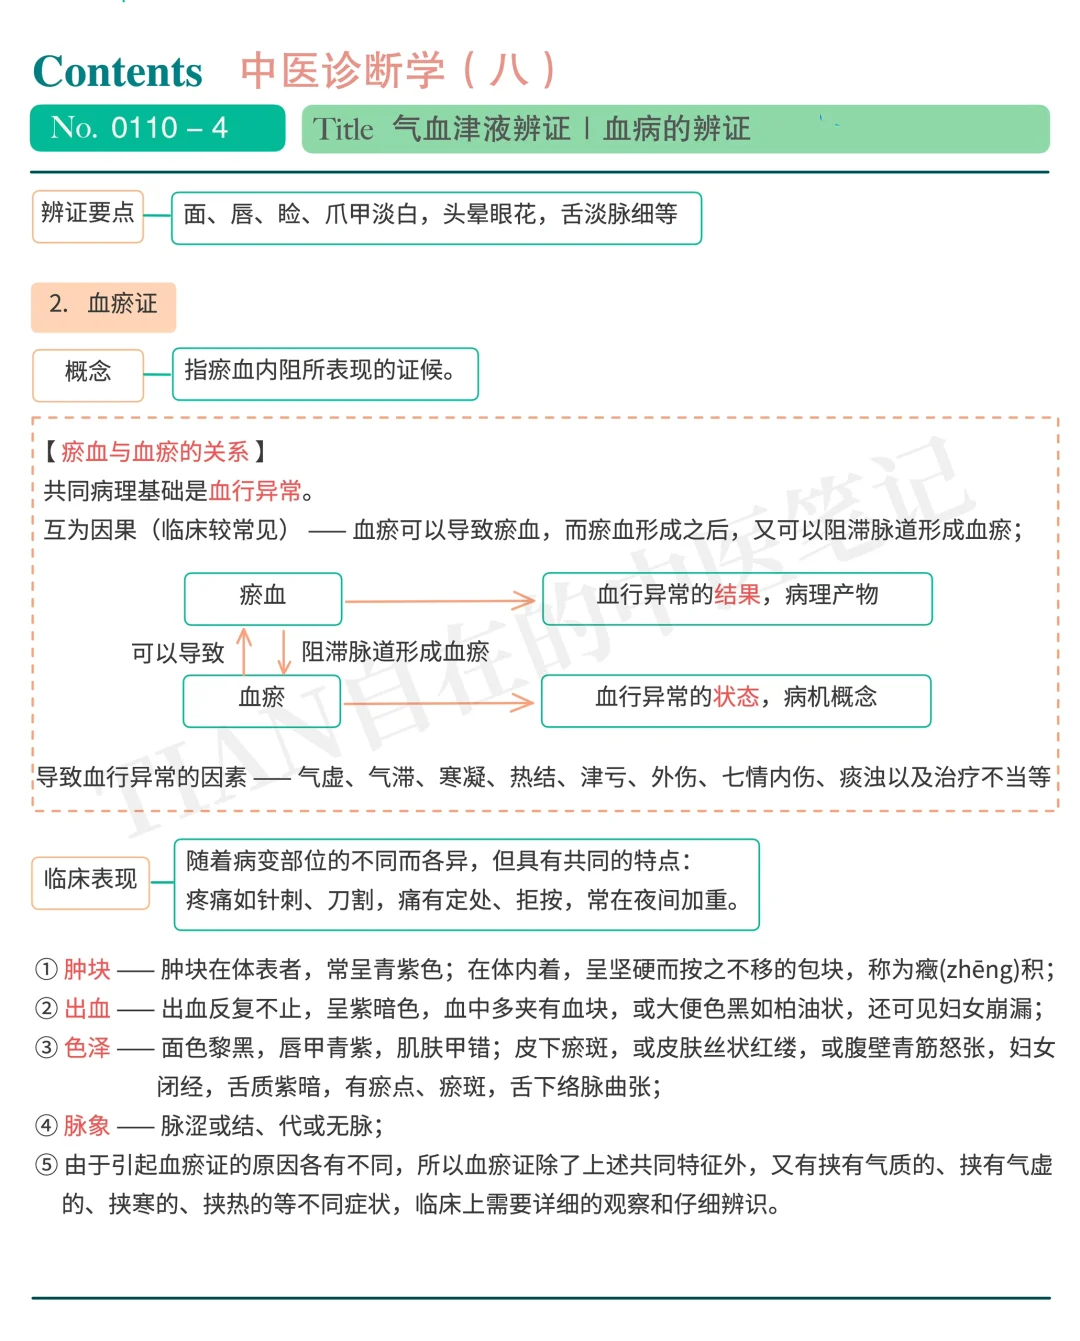 Contents 中医诊断学（八）
No. 0110 – 4 Title 气血津液辨证 | 血病的辨证
辨证要点 面、唇、睑、爪甲淡白，头晕眼花，舌淡脉细等
2. 血瘀证
概念 指瘀血内阻所表现的证候。
【瘀血与血瘀的关系】
共同病理基础是血行异常。
互为因果（临床较常见） —— 血瘀可以导致瘀血，而瘀血形成之后，又可以阻滞脉道形成血瘀；
瘀血 血行异常的结果，病理产物
可以导致 阻滞脉道形成血瘀
血瘀 血行异常的状态，病机概念
导致血行异常的因素 —— 气虚、气滞、寒凝、热结、津亏、外伤、七情内伤、痰浊以及治疗不当等
临床表现 随着病变部位的不同而各异，但具有共同的特点：
疼痛如针刺、刀割，痛有定处、拒按，常在夜间加重。
① 肿块 —— 肿块在体表者，常呈青紫色；在体内着，呈坚硬而按之不移的包块，称为癥(zhēng)积；
② 出血 —— 出血反复不止，呈紫暗色，血中多夹有血块，或大便色黑如柏油状，还可见妇女崩漏；
③ 色泽 —— 面色黎黑，唇甲青紫，肌肤甲错；皮下瘀斑，或皮肤丝状红缕，或腹壁青筋怒张，妇女
闭经，舌质紫暗，有瘀点、瘀斑，舌下络脉曲张；
④ 脉象 —— 脉涩或结、代或无脉；
⑤ 由于引起血瘀证的原因各有不同，所以血瘀证除了上述共同特征外，又有挟有气质的、挟有气虚
的、挟寒的、挟热的等不同症状，临床上需要详细的观察和仔细辨识。
TIAN自在的中医笔记